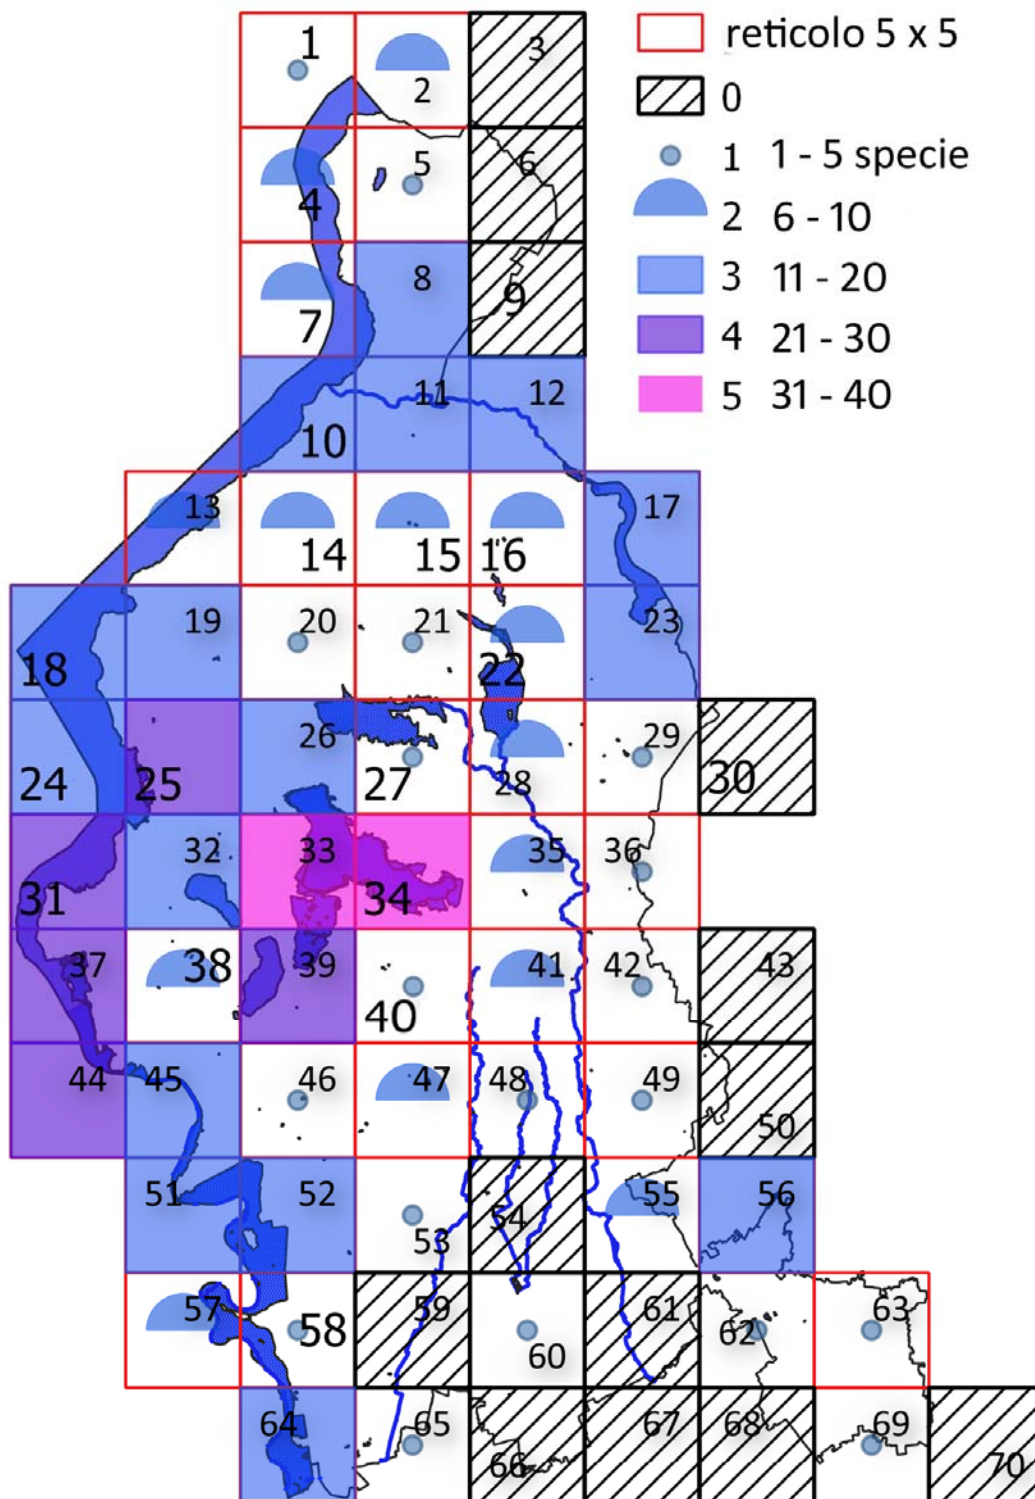 reticolo 5 x 5
0
1 1 - 5 specie
2 6 - 10
3 11 - 20
4 21 - 30
5 31 - 40
1 2 3
4 5 6
7 8 9
10 11 12
13 14 15 16 17
18 19 20 21 22 23
24 25 26 27 28 29 30
31 32 33 34 35 36
37 38 39 40 41 42 43
44 45 46 47 48 49 50
51 52 53 54 55 56
57 58 59 60 61 62 63
64 65 66 67 68 69 70